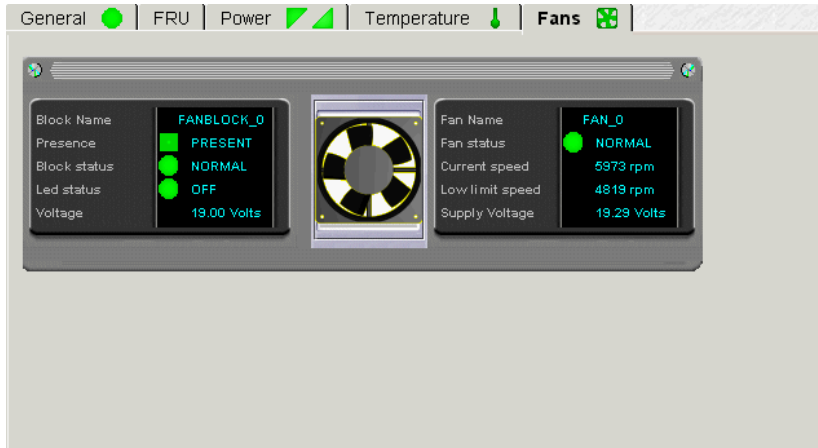 General FRU Power Temperature Fans
Block Name FANBLOCK_0
Presence PRESENT
Block status NORMAL
Led status OFF
Voltage 19.00 Volts
Fan Name FAN_0
Fan status NORMAL
Current speed 5973 rpm
Low limit speed 4819 rpm
Supply Voltage 19.29 Volts